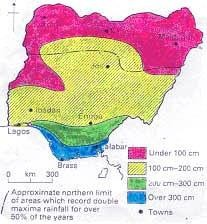 Jos
Ibadan
Enugu
Lagos
Calabar
Brass
Under 100 cm
100 cm–200 cm
200 cm–300 cm
Over 300 cm
Towns
0 km 300
Approximate northern limit
of areas which record double
maxima rainfall for over
50% of the years